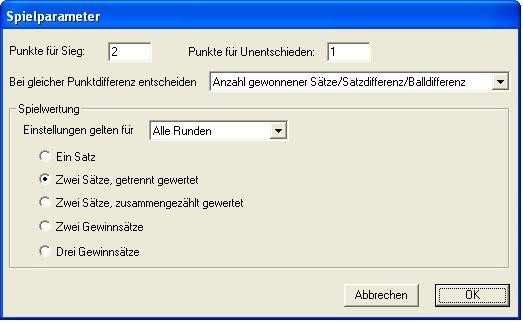 Spielparameter
Punkte für Sieg: 2 Punkte für Unentschieden: 1
Bei gleicher Punktdifferenz entscheiden Anzahl gewonnener Sätze/Satzdifferenz/Balldifferenz
Spielwertung
Einstellungen gelten für Alle Runden
Ein Satz
Zwei Sätze, getrennt gewertet
Zwei Sätze, zusammengezählt gewertet
Zwei Gewinnsätze
Drei Gewinnsätze
Abbrechen OK